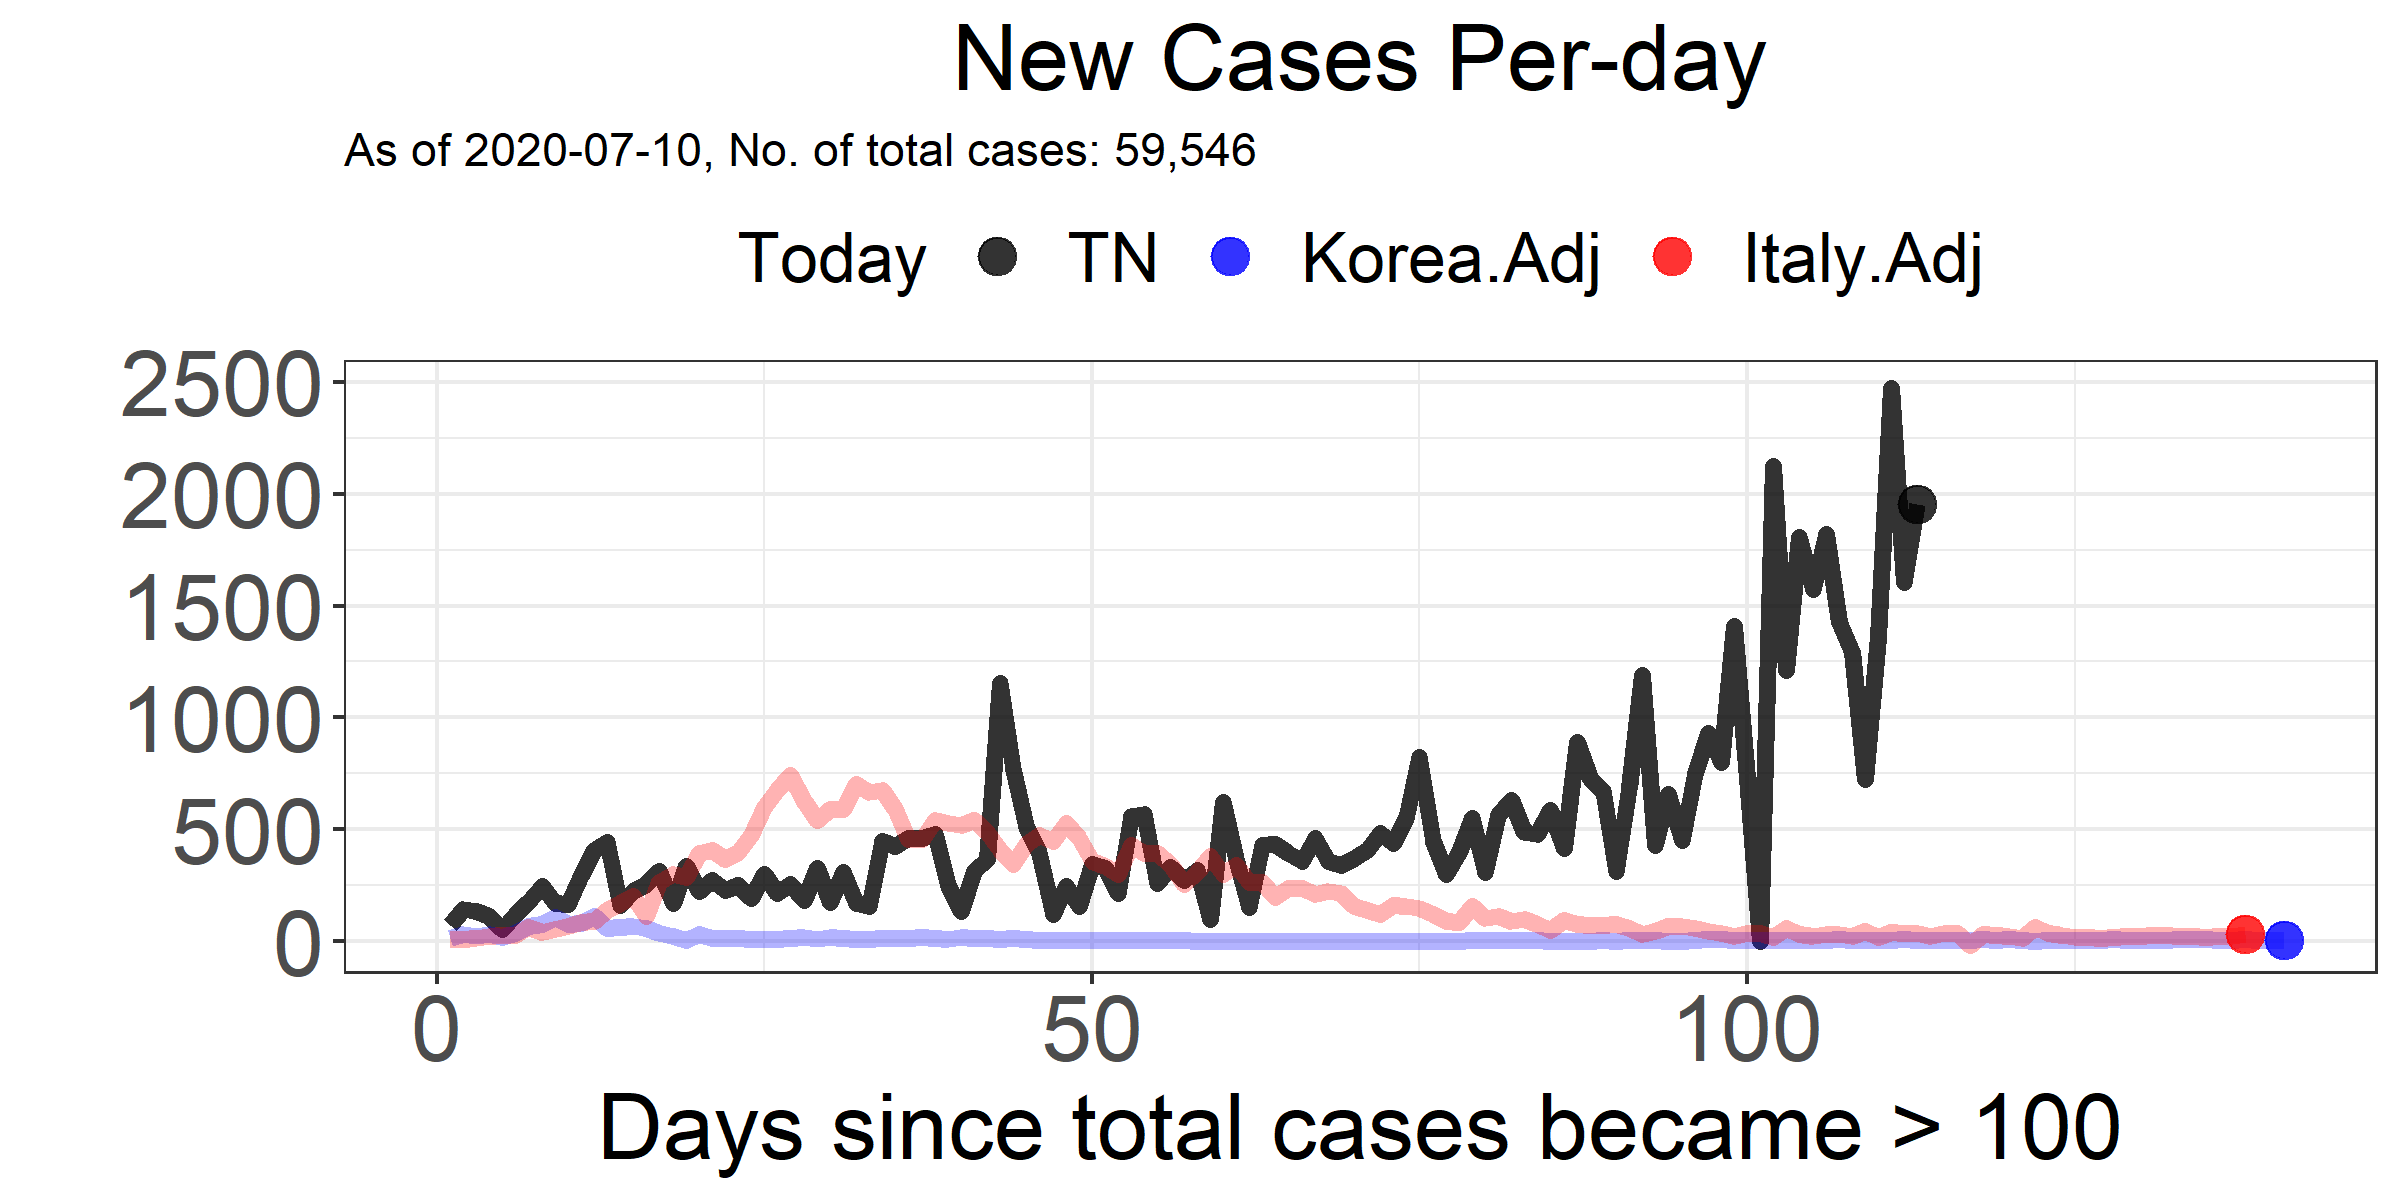 New Cases Per-day
As of 2020-07-10, No. of total cases: 59,546
Today TN Korea.Adj Italy.Adj
2500
2000
1500
1000
500
0
0 50 100
Days since total cases became > 100